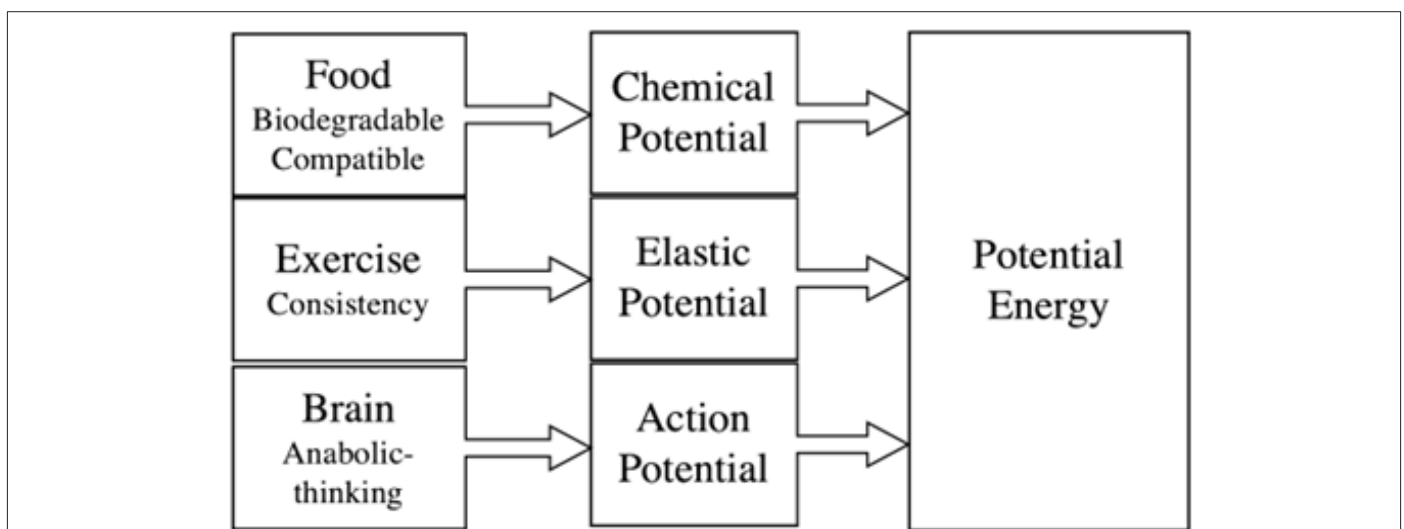 Food
Biodegradable
Compatible
Chemical
Potential
Exercise
Consistency
Elastic
Potential
Brain
Anabolic-
thinking
Action
Potential
Potential
Energy